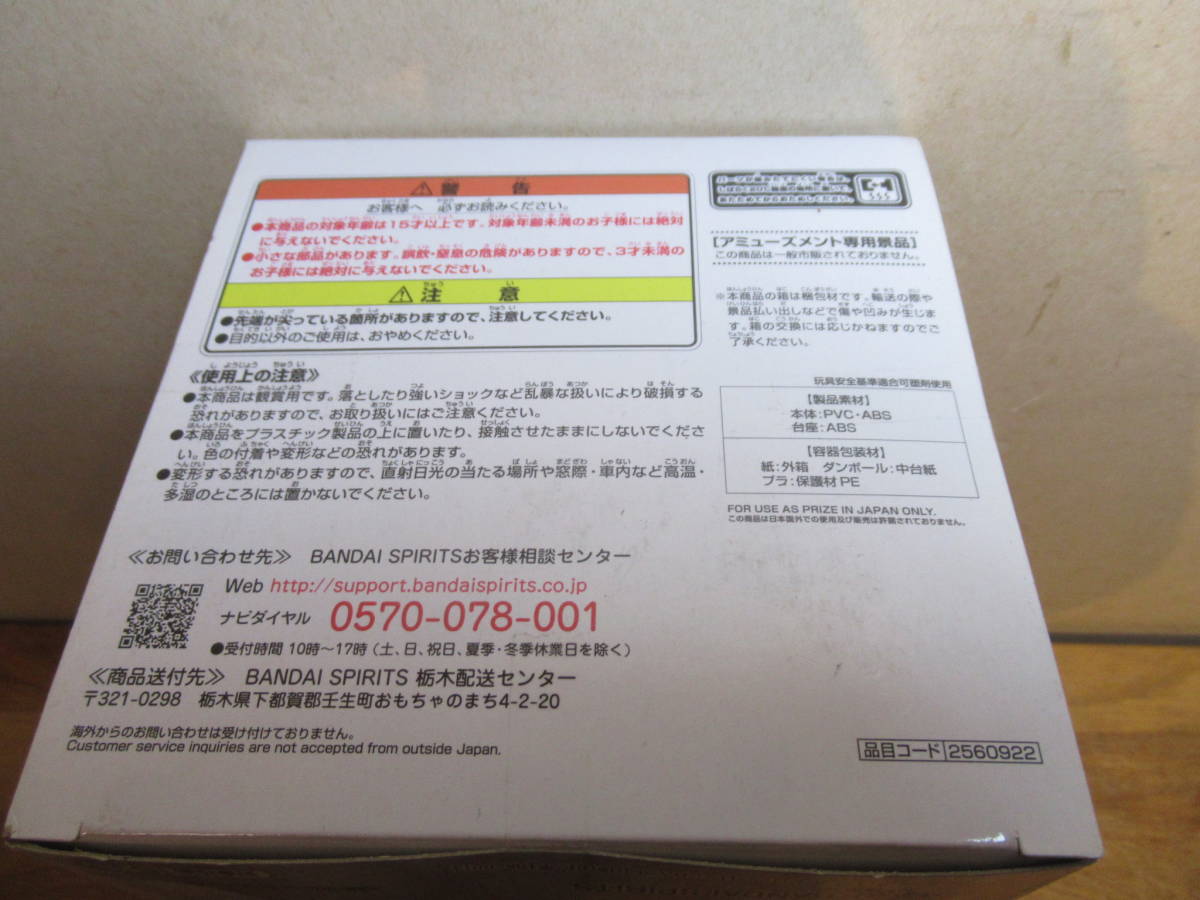 ⚠警 告
お客様へ 必ずお読みください。
●本商品の対象年齢は15才以上です。対象年齢未満のお子様には絶対
に与えないでください。
●小さな部品があります。誤飲・窒息の危険がありますので、3才未満の
お子様には絶対に与えないでください。
⚠注 意
●先端が尖っている箇所がありますので、注意してください。
●目的以外のご使用は、おやめください。
《使用上の注意》
●本商品は観賞用です。落としたり強いショックなど乱暴な扱いにより破損する
恐れがありますので、お取り扱いにはご注意ください。
●本商品をプラスチック製品の上に置いたり、接触させたままにしないでくださ
い。色の付着や変形などの恐れがあります。
●変形する恐れがありますので、直射日光の当たる場所や窓際・車内など高温・
多湿のところには置かないでください。
[アミューズメント専用景品]
この商品は一般市販されておりません。
※本商品の箱は梱包材です。輸送の際や
景品払い出しなどで傷や凹みが生じま
す。箱の交換には応じかねますのでご
了承ください。
玩具安全基準適合可塑剤使用
【製品素材】
本体:PVC・ABS
台座:ABS
【容器包装材】
紙:外箱 ダンボール:中台紙
プラ:保護材PE
FOR USE AS PRIZE IN JAPAN ONLY.
この商品は日本国外での使用及び販売は許諾されておりません。
≪お問い合わせ先≫ BANDAI SPIRITSお客様相談センター
Web http://support.bandaispirits.co.jp
ナビダイヤル 0570-078-001
●受付時間 10時〜17時(土、日、祝日、夏季・冬季休業日を除く)
≪商品送付先≫ BANDAI SPIRITS 栃木配送センター
〒321-0298 栃木県下都賀郡壬生町おもちゃのまち4-2-20
海外からのお問い合わせは受け付けておりません。
Customer service inquiries are not accepted from outside Japan.
品目コード 2560922